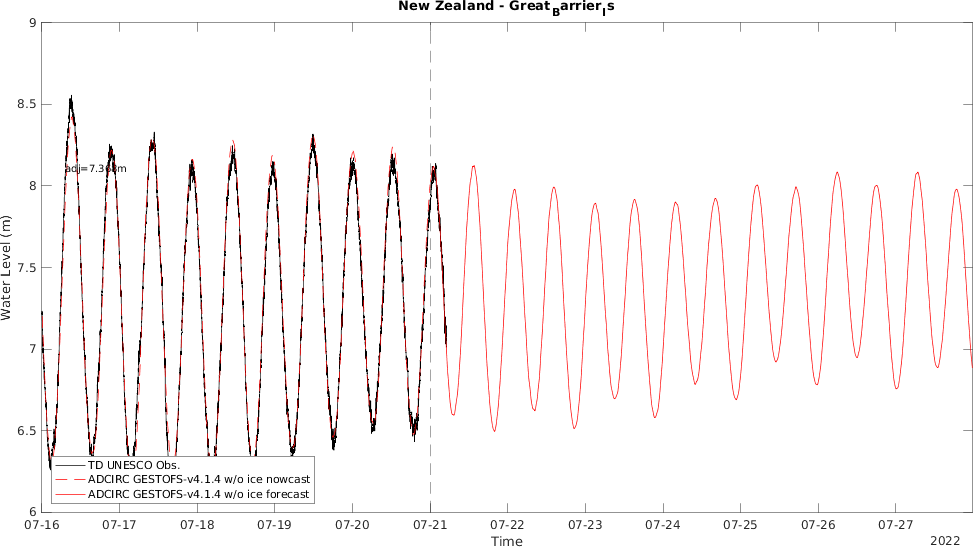 New Zealand - Great_Barrier_Is
9
8.5
8
7.5
7
6.5
6
Water Level (m)
TD UNESCO Obs.
ADCIRC GESTOFS-v4.1.4 w/o ice nowcast
ADCIRC GESTOFS-v4.1.4 w/o ice forecast
07-16 07-17 07-18 07-19 07-20 07-21 07-22 07-23 07-24 07-25 07-26 07-27
Time
2022